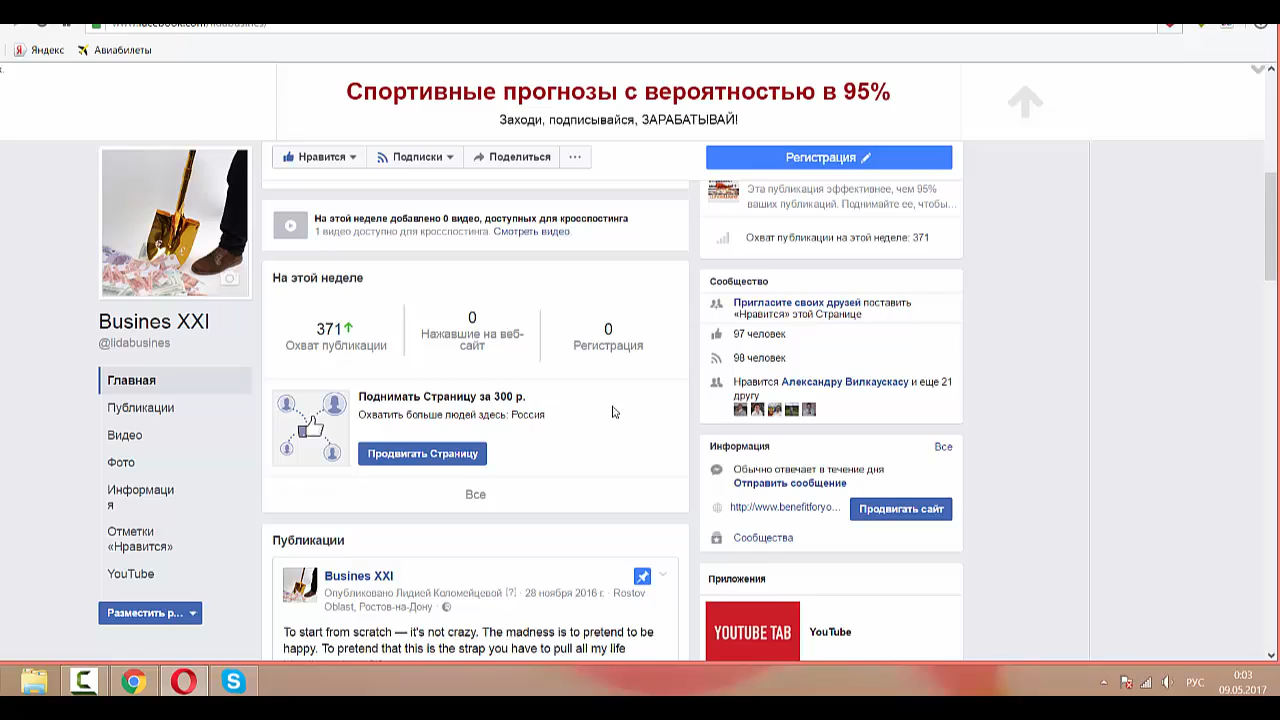 Яндекс
Авиабилеты
Спортивные прогнозы с вероятностью в 95%
Заходи, подписывайся, ЗАРАБАТЫВАЙ!
Нравится
Подписки
Поделиться
Регистрация
Busines XXI
@lidabusines
Главная
Публикации
Видео
Фото
Информаци
я
Отметки
«Нравится»
YouTube
Разместить р...
На этой неделе добавлено 0 видео, доступных для кросспостинга
1 видео доступно для кросспостинга. Смотреть видео.
На этой неделе
371
Охват публикации
0
Нажавшие на веб-
сайт
0
Регистрация
Поднимать Страницу за 300 р.
Охватить больше людей здесь: Россия
Продвигать Страницу
Все
Публикации
Busines XXI
Опубликовано Лидией Коломейцевой [?] · 28 ноября 2016 г. · Rostov
Oblast, Ростов-на-Дону ·
To start from scratch — it's not crazy. The madness is to pretend to be
happy. To pretend that this is the strap you have to pull all my life
Эта публикация эффективнее, чем 95%
ваших публикаций. Поднимайте ее, чтобы...
Охват публикации на этой неделе: 371
Сообщество
Пригласите своих друзей поставить
«Нравится» этой Странице
97 человек
98 человек
Нравится Александру Вилкаускасу и еще 21
другу
Информация
Все
Обычно отвечает в течение дня
Отправить сообщение
http://www.benefitforyo...
Продвигать сайт
Сообщества
Приложения
YOUTUBE TAB
YouTube
РУС
0:03
09.05.2017